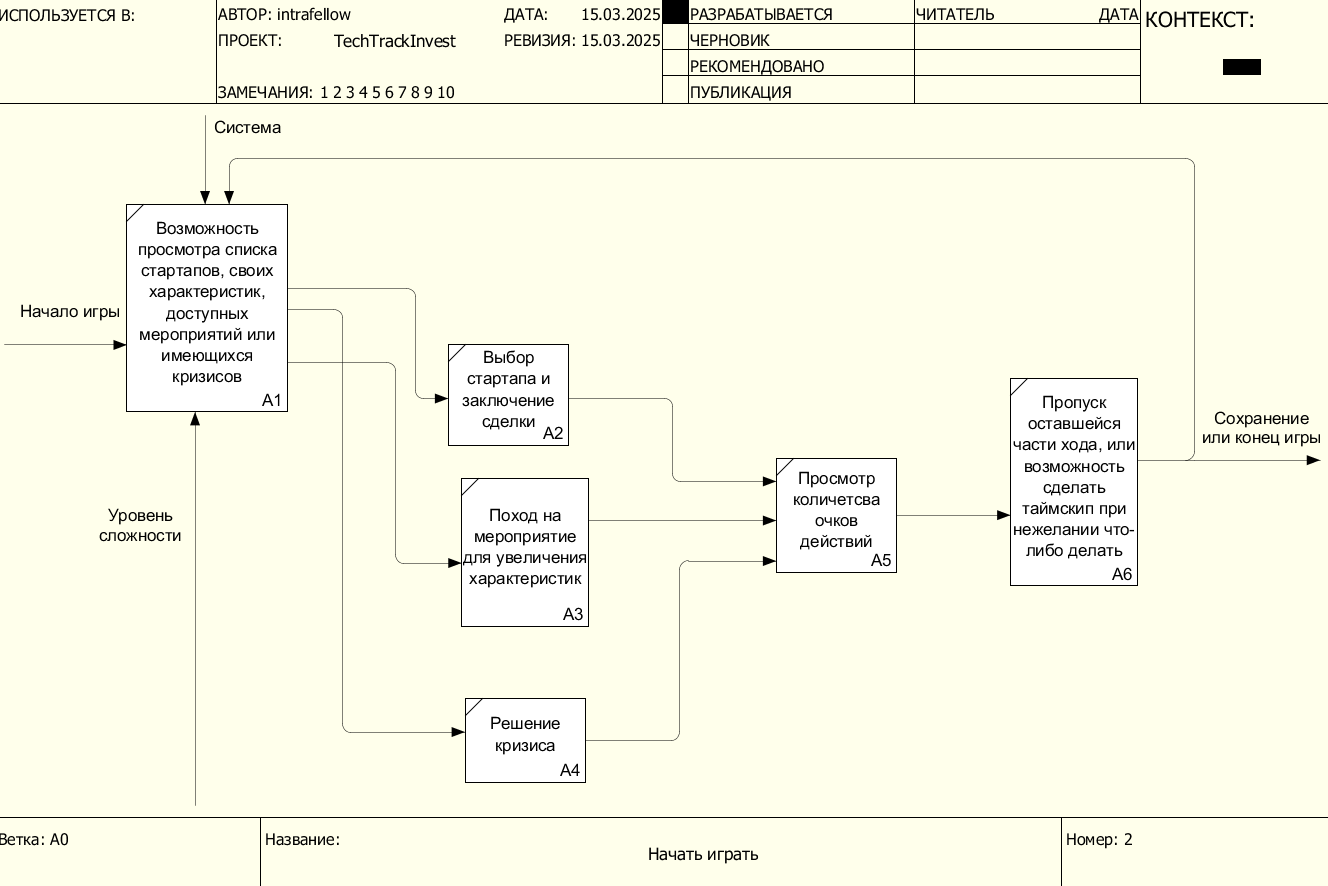 ИСПОЛЬЗУЕТСЯ В:
АВТОР: intrafellow
ДАТА: 15.03.2025
ПРОЕКТ: TechTrackInvest
РЕВИЗИЯ: 15.03.2025
ЗАМЕЧАНИЯ: 1 2 3 4 5 6 7 8 9 10
РАЗРАБАТЫВАЕТСЯ
ЧЕРНОВИК
РЕКОМЕНДОВАНО
ПУБЛИКАЦИЯ
ЧИТАТЕЛЬ ДАТА
КОНТЕКСТ:
Система
Начало игры
Возможность
просмотра списка
стартапов, своих
характеристик,
доступных
мероприятий или
имеющихся
кризисов
A1
Уровень
сложности
Выбор
стартапа и
заключение
сделки
A2
Поход на
мероприятие
для увеличения
характеристик
A3
Решение
кризиса
A4
Просмотр
количетсва
очков
действий
A5
Пропуск
оставшейся
части хода, или
возможность
сделать
таймскип при
нежелании что-
либо делать
A6
Сохранение
или конец игры
Ветка: A0
Название:
Начать играть
Номер: 2